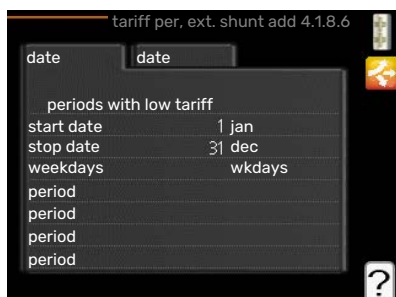 tariff per, ext. shunt add 4.1.8.6
date date
periods with low tariff
start date 1 jan
stop date 31 dec
weekdays wkdays
period
period
period
period
?